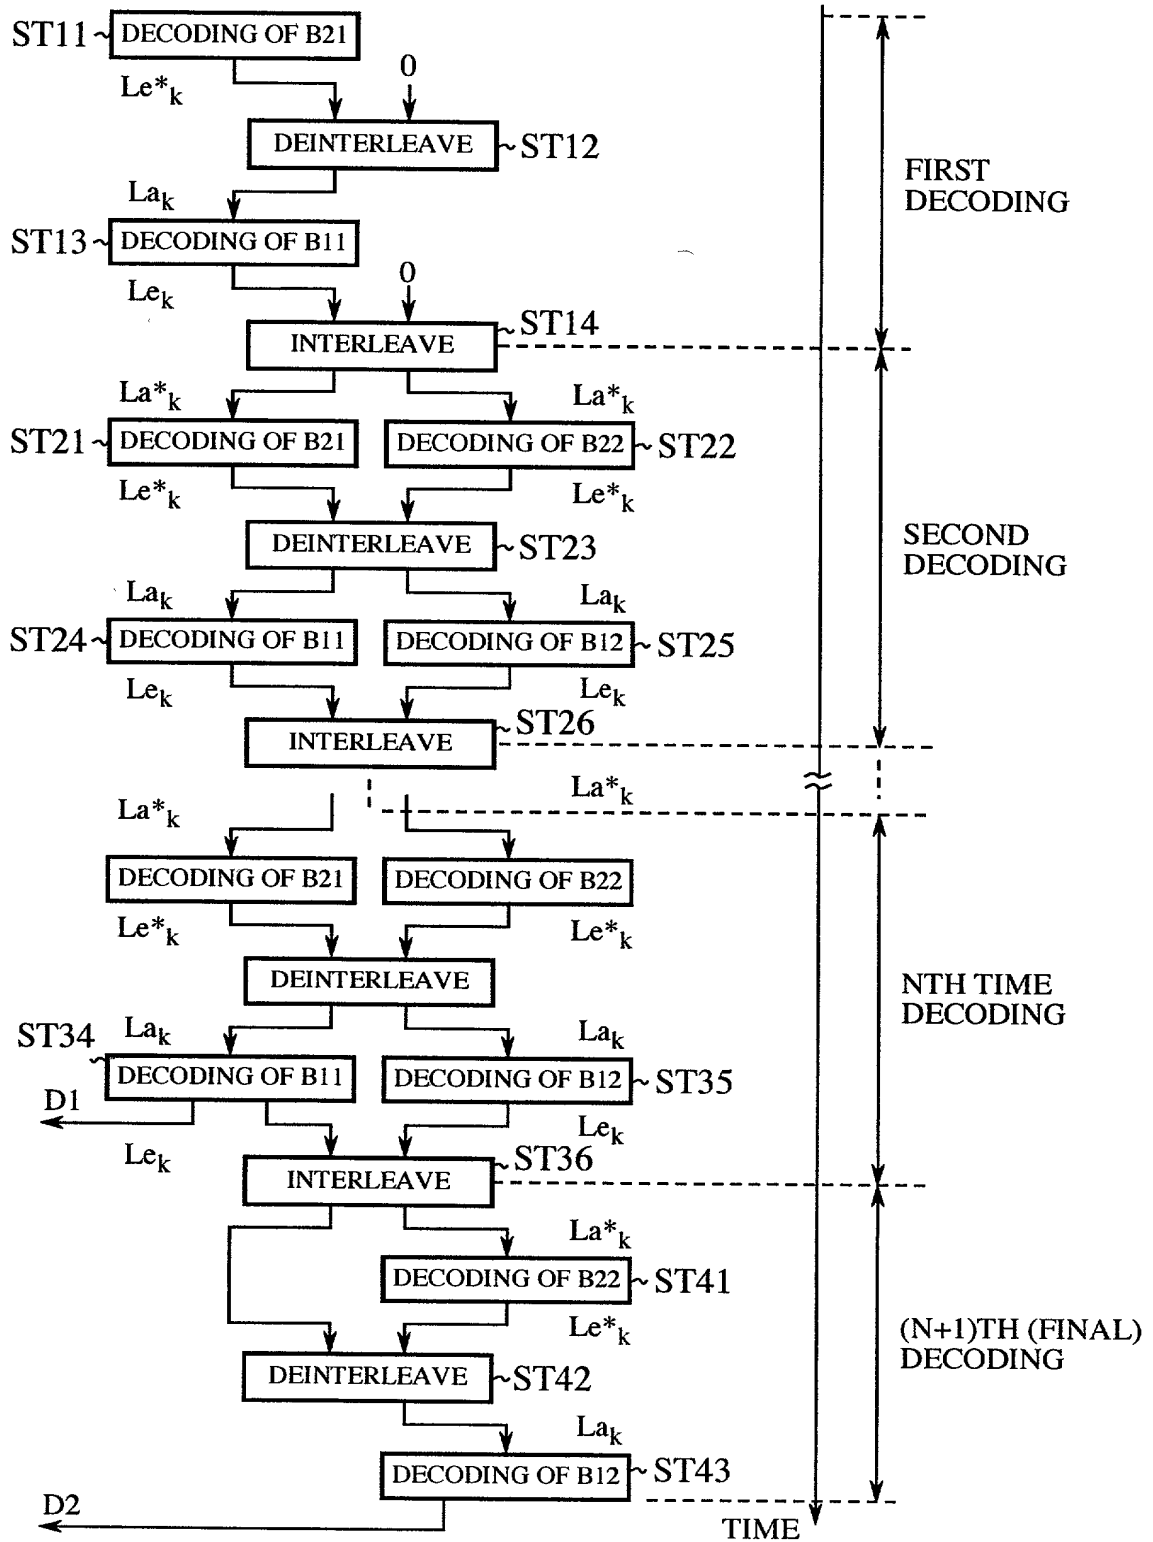 ST11
DECODING OF B21
Le*k
0
DEINTERLEAVE
ST12
FIRST
DECODING
Lak
ST13
DECODING OF B11
Lek
0
INTERLEAVE
ST14
La*k
La*k
ST21
DECODING OF B21
DECODING OF B22
ST22
Le*k
Le*k
DEINTERLEAVE
ST23
SECOND
DECODING
Lak
Lak
ST24
DECODING OF B11
DECODING OF B12
ST25
Lek
Lek
INTERLEAVE
ST26
La*k
La*k
DECODING OF B21
DECODING OF B22
Le*k
Le*k
DEINTERLEAVE
NTH TIME
DECODING
Lak
Lak
ST34
DECODING OF B11
DECODING OF B12
ST35
D1
Lek
Lek
INTERLEAVE
ST36
La*k
DECODING OF B22
ST41
Le*k
(N+1)TH (FINAL)
DECODING
DEINTERLEAVE
ST42
Lak
DECODING OF B12
ST43
D2
TIME